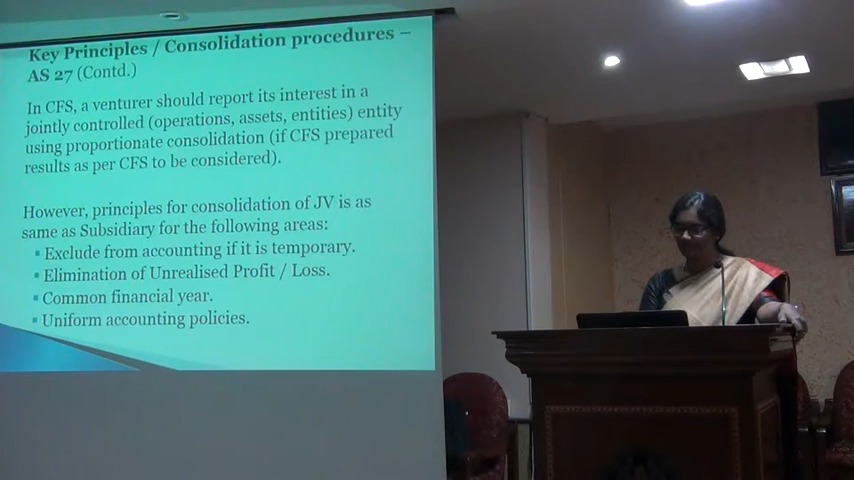 Key Principles / Consolidation procedures –
AS 27 (Contd.)
In CFS, a venturer should report its interest in a
jointly controlled (operations, assets, entities) entity
using proportionate consolidation (if CFS prepared
results as per CFS to be considered).
However, principles for consolidation of JV is as
same as Subsidiary for the following areas:
▪ Exclude from accounting if it is temporary.
▪ Elimination of Unrealised Profit / Loss.
▪ Common financial year.
▪ Uniform accounting policies.